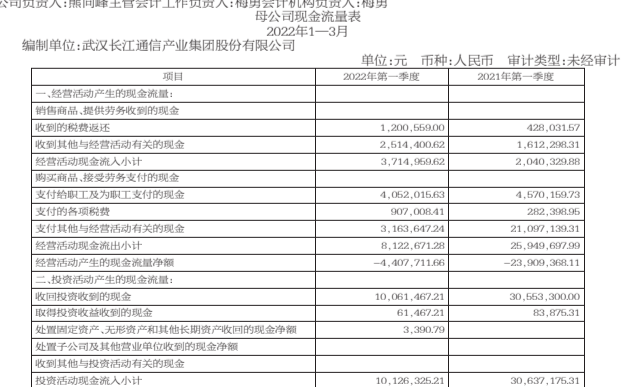 公司负责人:熊向峰主管会计工作负责人:梅勇会计机构负责人:梅勇
母公司现金流量表
2022年1—3月
编制单位:武汉长江通信产业集团股份有限公司
单位:元 币种:人民币 审计类型:未经审计
项目 2022年第一季度 2021年第一季度
一、经营活动产生的现金流量:
销售商品、提供劳务收到的现金
收到的税费返还 1,200,559.00 428,031.57
收到其他与经营活动有关的现金 2,514,400.62 1,612,298.31
经营活动现金流入小计 3,714,959.62 2,040,329.88
购买商品、接受劳务支付的现金
支付给职工及为职工支付的现金 4,052,015.63 4,570,159.73
支付的各项税费 907,008.41 282,398.95
支付其他与经营活动有关的现金 3,163,647.24 21,097,139.31
经营活动现金流出小计 8,122,671.28 25,949,697.99
经营活动产生的现金流量净额 -4,407,711.66 -23,909,368.11
二、投资活动产生的现金流量:
收回投资收到的现金 10,061,467.21 30,553,300.00
取得投资收益收到的现金 61,467.21 83,875.31
处置固定资产、无形资产和其他长期资产收回的现金净额 3,390.79
处置子公司及其他营业单位收到的现金净额
收到其他与投资活动有关的现金
投资活动现金流入小计 10,126,325.21 30,637,175.31